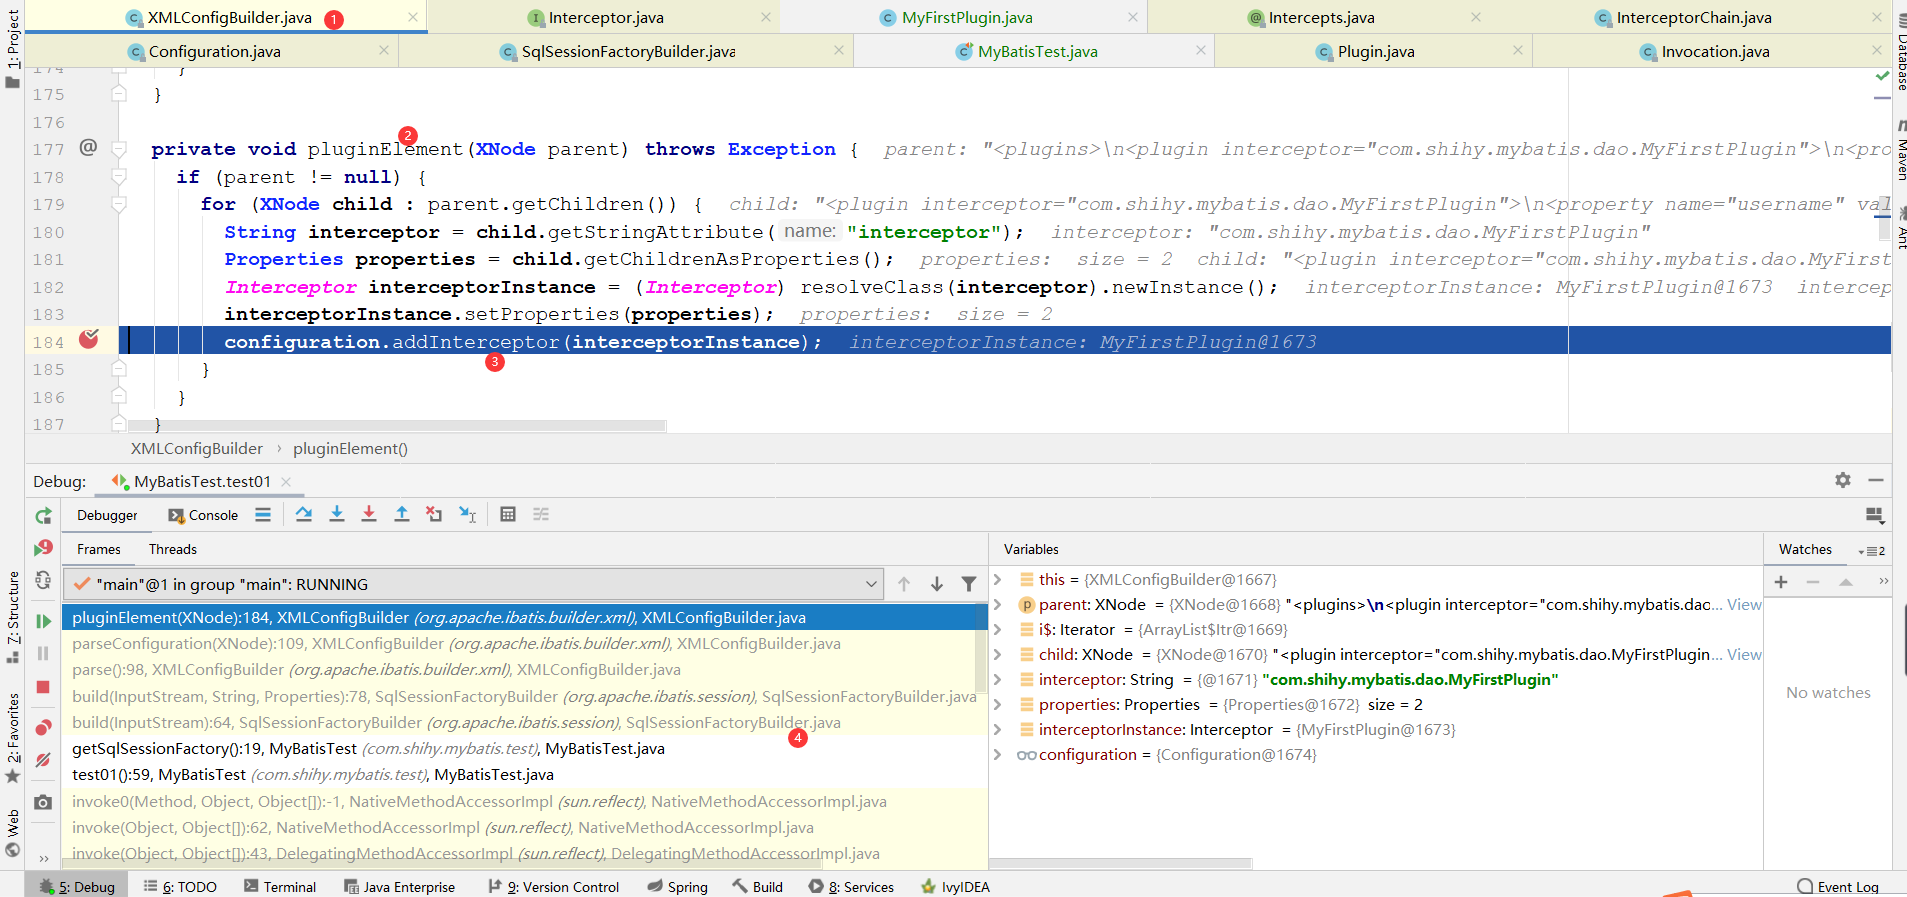 XMLConfigBuilder.java 1
Interceptor.java
MyFirstPlugin.java
Intercepts.java
InterceptorChain.java
Configuration.java
SqlSessionFactoryBuilder.java
MyBatisTest.java
Plugin.java
Invocation.java
1: Project
7: Structure
2: Favorites
Web
Database
Maven
Ant
174 }
175 }
176
2
177 @ private void pluginElement(XNode parent) throws Exception { parent: "<plugins>\n<plugin interceptor="com.shihy.mybatis.dao.MyFirstPlugin">\n<pro
178 if (parent != null) {
179 for (XNode child : parent.getChildren()) { child: "<plugin interceptor="com.shihy.mybatis.dao.MyFirstPlugin">\n<property name="username" val
180 String interceptor = child.getStringAttribute( name: "interceptor"); interceptor: "com.shihy.mybatis.dao.MyFirstPlugin"
181 Properties properties = child.getChildrenAsProperties(); properties: size = 2 child: "<plugin interceptor="com.shihy.mybatis.dao.MyFirst
182 Interceptor interceptorInstance = (Interceptor) resolveClass(interceptor).newInstance(); interceptorInstance: MyFirstPlugin@1673 intercep
183 interceptorInstance.setProperties(properties); properties: size = 2
184 configuration.addInterceptor(interceptorInstance); interceptorInstance: MyFirstPlugin@1673
3
185 }
186 }
187 }
XMLConfigBuilder › pluginElement()
Debug: MyBatisTest.test01
Debugger Console
Frames Threads
"main"@1 in group "main": RUNNING
pluginElement(XNode):184, XMLConfigBuilder (org.apache.ibatis.builder.xml), XMLConfigBuilder.java
parseConfiguration(XNode):109, XMLConfigBuilder (org.apache.ibatis.builder.xml), XMLConfigBuilder.java
parse():98, XMLConfigBuilder (org.apache.ibatis.builder.xml), XMLConfigBuilder.java
build(InputStream, String, Properties):78, SqlSessionFactoryBuilder (org.apache.ibatis.session), SqlSessionFactoryBuilder.java
build(InputStream):64, SqlSessionFactoryBuilder (org.apache.ibatis.session), SqlSessionFactoryBuilder.java
4
getSqlSessionFactory():19, MyBatisTest (com.shihy.mybatis.test), MyBatisTest.java
test01():59, MyBatisTest (com.shihy.mybatis.test), MyBatisTest.java
invoke0(Method, Object, Object[]):-1, NativeMethodAccessorImpl (sun.reflect), NativeMethodAccessorImpl.java
invoke(Object, Object[]):62, NativeMethodAccessorImpl (sun.reflect), NativeMethodAccessorImpl.java
invoke(Object, Object[]):43, DelegatingMethodAccessorImpl (sun.reflect), DelegatingMethodAccessorImpl.java
Variables
this = {XMLConfigBuilder@1667}
parent: XNode = {XNode@1668} "<plugins>\n<plugin interceptor="com.shihy.mybatis.dao... View
i$: Iterator = {ArrayList$Itr@1669}
child: XNode = {XNode@1670} "<plugin interceptor="com.shihy.mybatis.dao.MyFirstPlugin... View
interceptor: String = {@1671} "com.shihy.mybatis.dao.MyFirstPlugin"
properties: Properties = {Properties@1672} size = 2
interceptorInstance: Interceptor = {MyFirstPlugin@1673}
configuration = {Configuration@1674}
Watches 2
No watches
5: Debug 6: TODO Terminal Java Enterprise 9: Version Control Spring Build 8: Services IvyIDEA Event Log